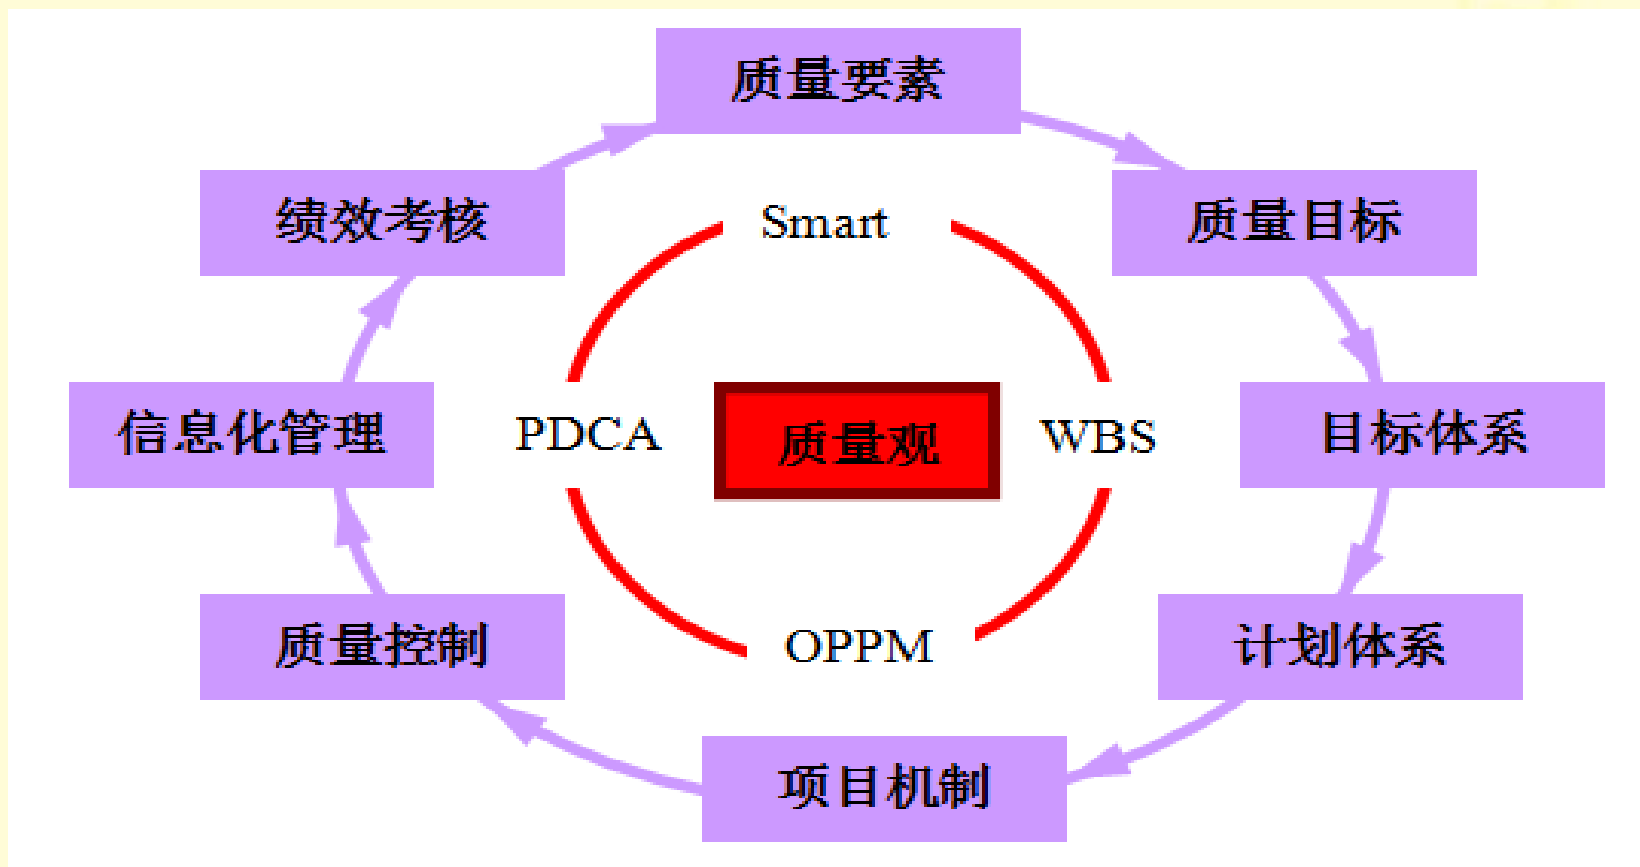 质量要素
绩效考核
Smart
质量目标
信息化管理
PDCA
质量观
WBS
目标体系
质量控制
OPPM
计划体系
项目机制